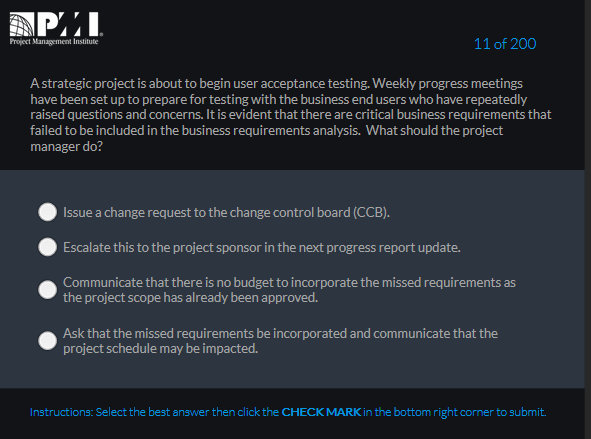 PMI.
Project Management Institute
11 of 200
A strategic project is about to begin user acceptance testing. Weekly progress meetings
have been set up to prepare for testing with the business end users who have repeatedly
raised questions and concerns. It is evident that there are critical business requirements that
failed to be included in the business requirements analysis. What should the project
manager do?
Issue a change request to the change control board (CCB).
Escalate this to the project sponsor in the next progress report update.
Communicate that there is no budget to incorporate the missed requirements as
the project scope has already been approved.
Ask that the missed requirements be incorporated and communicate that the
project schedule may be impacted.
Instructions: Select the best answer then click the CHECK MARK in the bottom right corner to submit.